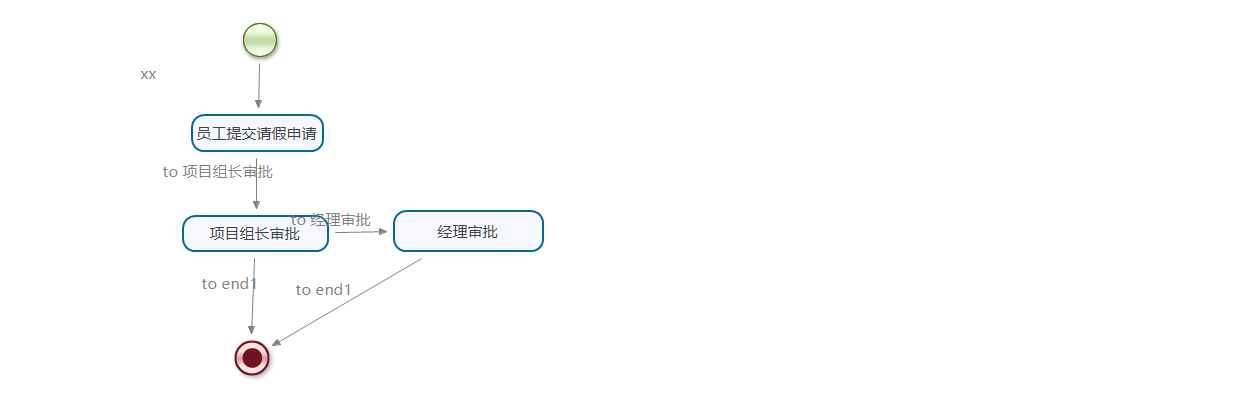 xx
员工提交请假申请
to 项目组长审批
to 经理审批
项目组长审批
经理审批
to end1
to end1